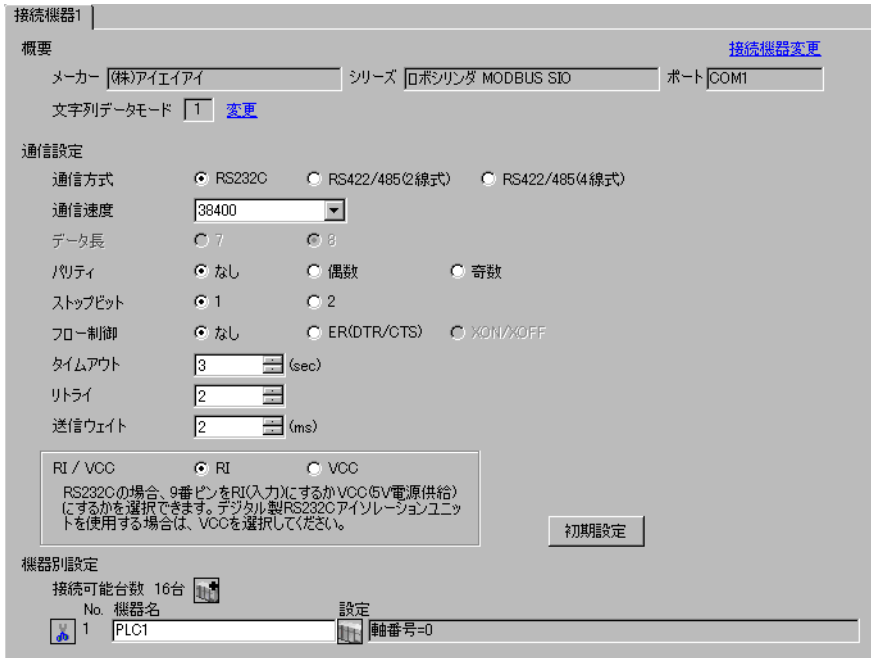 接続機器1
概要 接続機器変更
メーカー (株)アイエイアイ シリーズ ロボシリンダ MODBUS SIO ポート COM1
文字列データモード 1 変更
通信設定
通信方式 RS232C RS422/485(2線式) RS422/485(4線式)
通信速度 38400
データ長 7 8
パリティ なし 偶数 奇数
ストップビット 1 2
フロー制御 なし ER(DTR/CTS) XON/XOFF
タイムアウト 3 (sec)
リトライ 2
送信ウェイト 2 (ms)
RI / VCC RI VCC
RS232Cの場合、9番ピンをRI(入力)にするかVCC(5V電源供給)
にするかを選択できます。デジタル製RS232Cアイソレーションユニッ
トを使用する場合は、VCCを選択してください。
初期設定
機器別設定
接続可能台数 16台
No. 機器名 設定
1 PLC1 軸番号=0